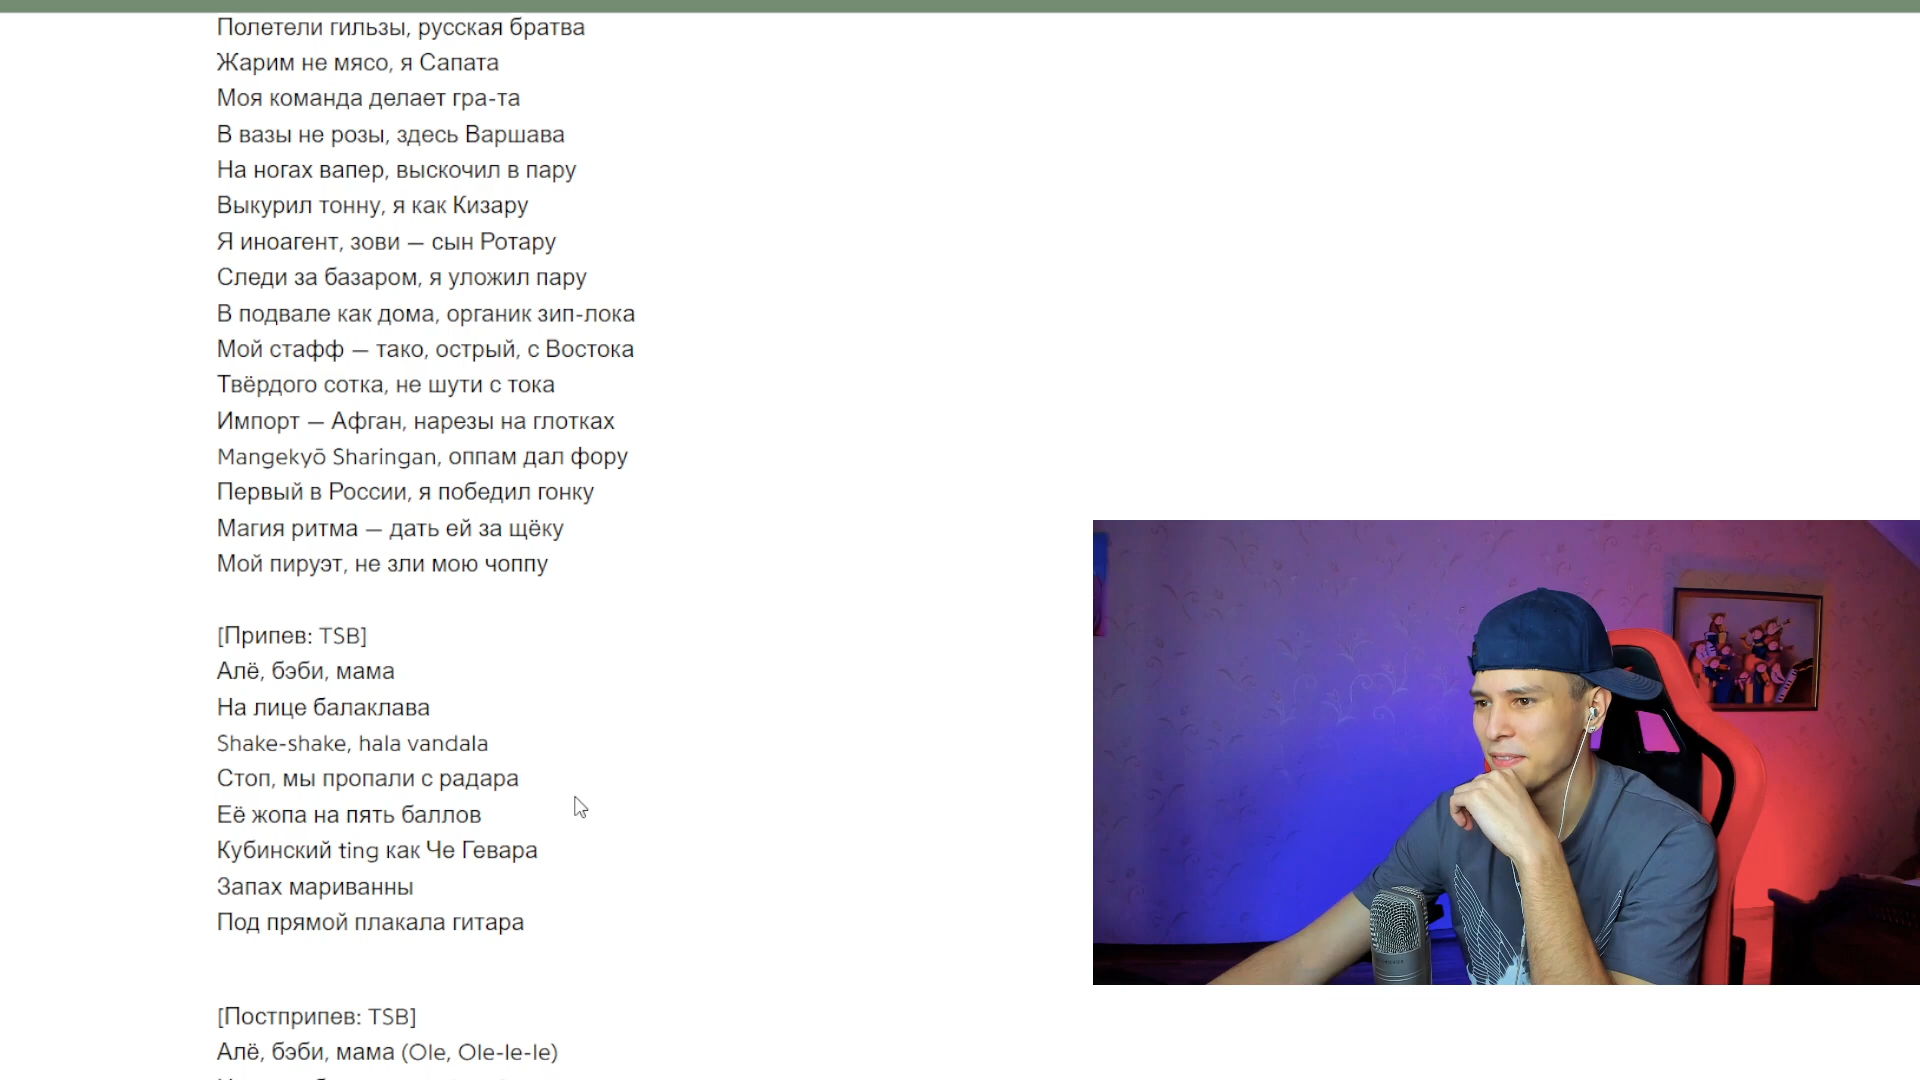 Полетели гильзы, русская братва
Жарим не мясо, я Сапата
Моя команда делает гра-та
В вазы не розы, здесь Варшава
На ногах вапер, выскочил в пару
Выкурил тонну, я как Кизару
Я иноагент, зови — сын Ротару
Следи за базаром, я уложил пару
В подвале как дома, органик зип-лока
Мой стафф — тако, острый, с Востока
Твёрдого сотка, не шути с тока
Импорт — Афган, нарезы на глотках
Mangekyō Sharingan, оппам дал фору
Первый в России, я победил гонку
Магия ритма — дать ей за щёку
Мой пируэт, не зли мою чоппу
[Припев: TSB]
Алё, бэби, мама
На лице балаклава
Shake-shake, hala vandala
Стоп, мы пропали с радара
Её жопа на пять баллов
Кубинский ting как Че Гевара
Запах мариванны
Под прямой плакала гитара
[Постприпев: TSB]
Алё, бэби, мама (Ole, Ole-le-le)